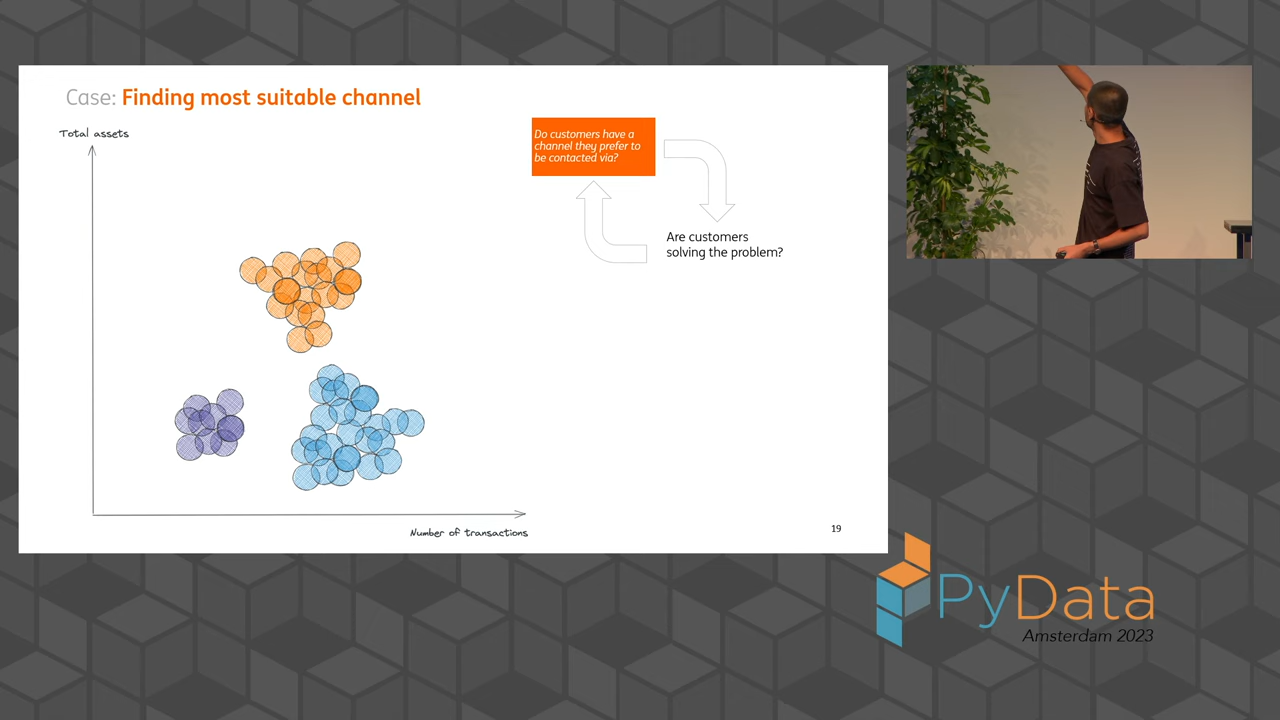 Case: Finding most suitable channel
Total assets
Do customers have a
channel they prefer to
be contacted via?
Are customers
solving the problem?
Number of transactions
19
PyData
Amsterdam 2023